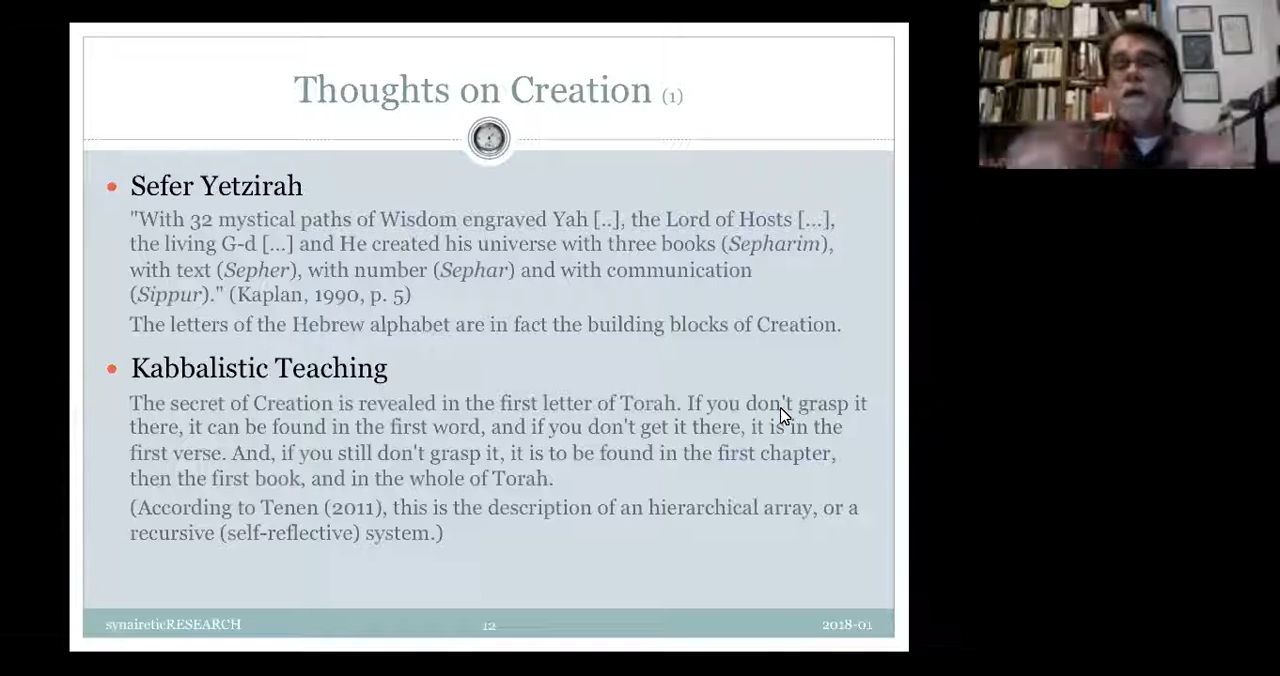 Thoughts on Creation (1)
Sefer Yetzirah
"With 32 mystical paths of Wisdom engraved Yah [..], the Lord of Hosts [...],
the living G-d [...] and He created his universe with three books (Sepharim),
with text (Sepher), with number (Sephar) and with communication
(Sippur)." (Kaplan, 1990, p. 5)
The letters of the Hebrew alphabet are in fact the building blocks of Creation.
Kabbalistic Teaching
The secret of Creation is revealed in the first letter of Torah. If you don't grasp it
there, it can be found in the first word, and if you don't get it there, it is in the
first verse. And, if you still don't grasp it, it is to be found in the first chapter,
then the first book, and in the whole of Torah.
(According to Tenen (2011), this is the description of an hierarchical array, or a
recursive (self-reflective) system.)
synaireticRESEARCH
12
2018-01